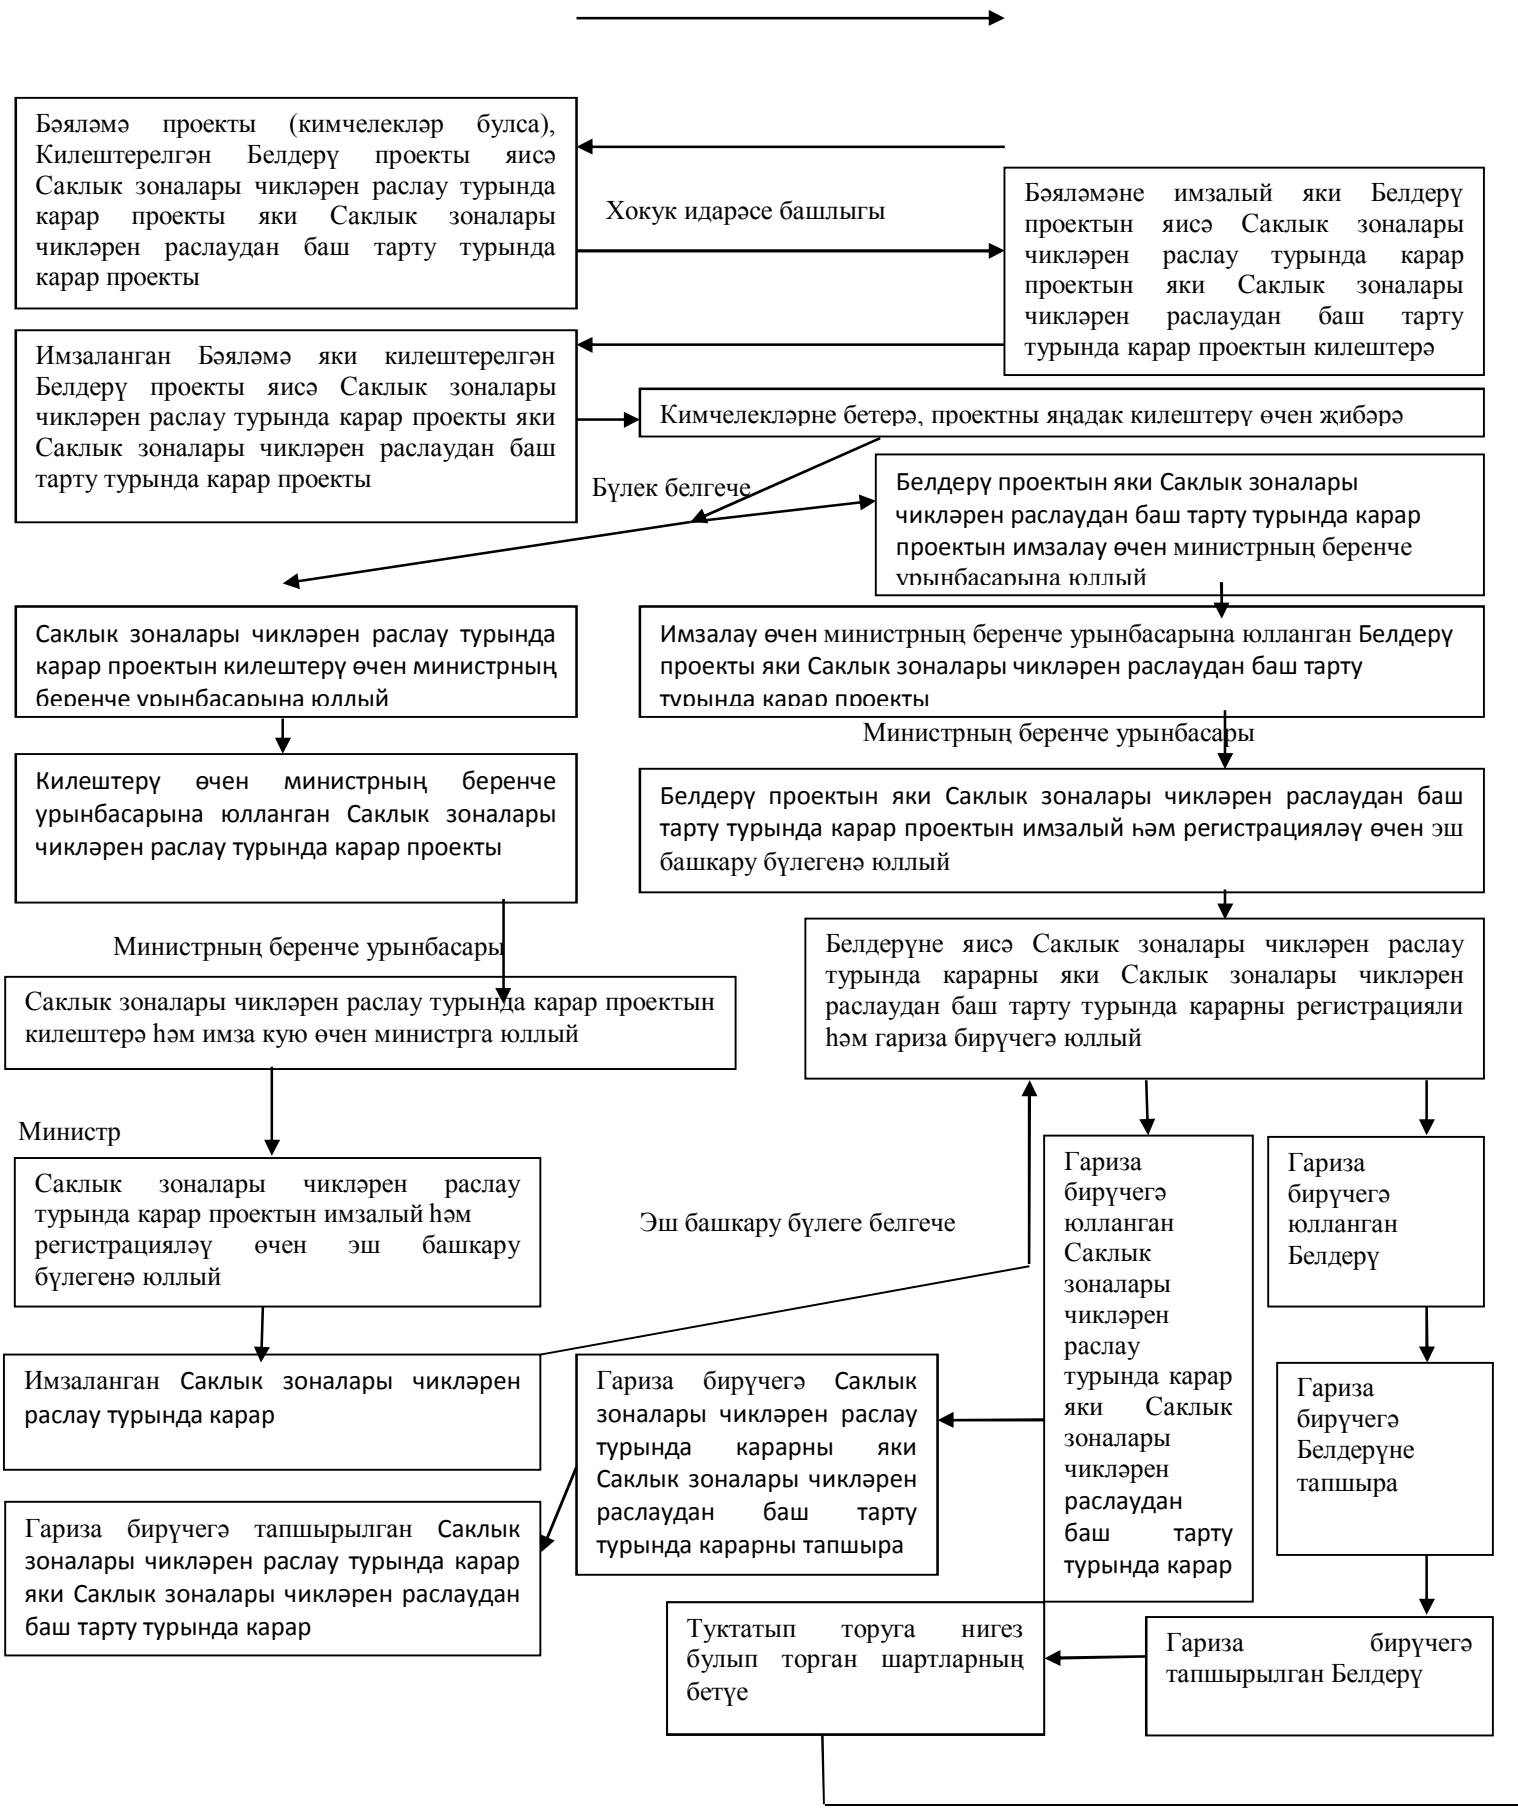 Бәяләмә проекты (кимчелекләр булса),
Килештерелгән Белдерү проекты яисә
Саклык зоналары чикләрен раслау турында
карар проекты яки Саклык зоналары
чикләрен раслаудан баш тарту турында
карар проекты
Хокук идарәсе башлыгы
Бәяләмәне имзалый яки Белдерү
проектын яисә Саклык зоналары
чикләрен раслау турында карар
проектын яки Саклык зоналары
чикләрен раслаудан баш тарту
турында карар проектын килештерә
Имзаланган Бәяләмә яки килештерелгән
Белдерү проекты яисә Саклык зоналары
чикләрен раслау турында карар проекты яки
Саклык зоналары чикләрен раслаудан баш
тарту турында карар проекты
Кимчелекләрне бетерә, проектны яңадак килештерү өчен җибәрә
Бүлек белгече
Белдерү проектын яки Саклык зоналары
чикләрен раслаудан баш тарту турында карар
проектын имзалау өчен министрның беренче
урынбасарына юллый
Саклык зоналары чикләрен раслау турында
карар проектын килештерү өчен министрның
беренче урынбасарына юллый
Имзалау өчен министрның беренче урынбасарына юлланган Белдерү
проекты яки Саклык зоналары чикләрен раслаудан баш тарту
турында карар проекты
Министрның беренче урынбасары
Килештерү өчен министрның беренче
урынбасарына юлланган Саклык зоналары
чикләрен раслау турында карар проекты
Белдерү проектын яки Саклык зоналары чикләрен раслаудан баш
тарту турында карар проектын имзалый һәм регистрацияләү өчен эш
башкару бүлегенә юллый
Министрның беренче урынбасары
Белдерүне яисә Саклык зоналары чикләрен раслау
турында карарны яки Саклык зоналары чикләрен
раслаудан баш тарту турында карарны регистрацияли
һәм гариза бирүчегә юллый
Саклык зоналары чикләрен раслау турында карар проектын
килештерә һәм имза кую өчен министрга юллый
Министр
Саклык зоналары чикләрен раслау
турында карар проектын имзалый һәм
регистрацияләү өчен эш башкару
бүлегенә юллый
Эш башкару бүлеге белгече
Гариза
бирүчегә
юлланган
Саклык
зоналары
чикләрен
раслау
турында карар
яки Саклык
зоналары
чикләрен
раслаудан
баш тарту
турында карар
Гариза
бирүчегә
юлланган
Белдерү
Имзаланган Саклык зоналары чикләрен
раслау турында карар
Гариза бирүчегә Саклык
зоналары чикләрен раслау
турында карарны яки
Саклык зоналары чикләрен
раслаудан баш тарту
турында карарны тапшыра
Гариза
бирүчегә
Белдерүне
тапшыра
Гариза бирүчегә тапшырылган Саклык
зоналары чикләрен раслау турында карар
яки Саклык зоналары чикләрен раслаудан
баш тарту турында карар
Туктатып торуга нигез
булып торган шартларның
бетүе
Гариза бирүчегә
тапшырылган Белдерү